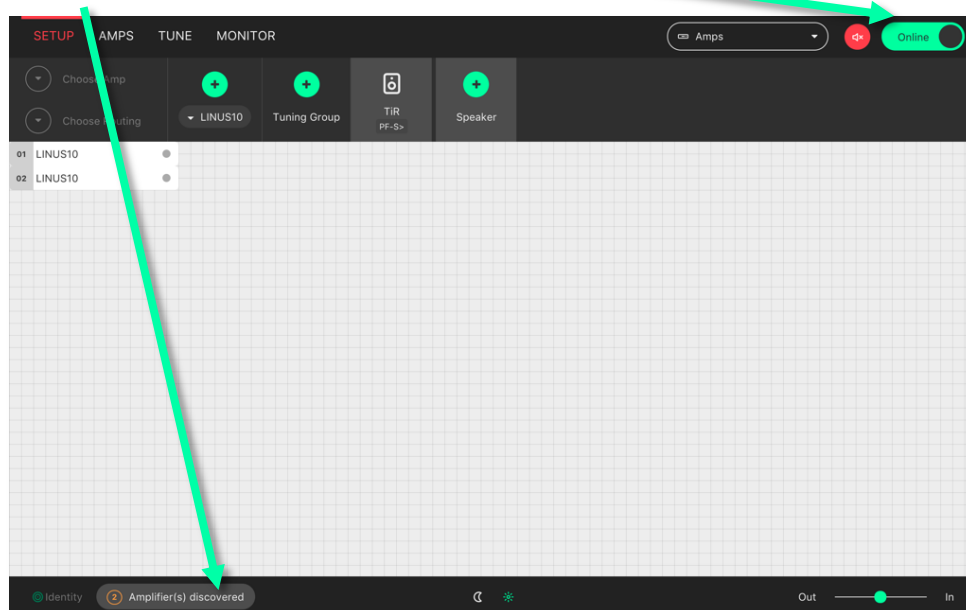 SETUP AMPS TUNE MONITOR Amps Online
Choose Amp
Choose Routing
LINUS10 Tuning Group TiR Speaker
PF-S>
01 LINUS10
02 LINUS10
Identity 2 Amplifier(s) discovered Out In